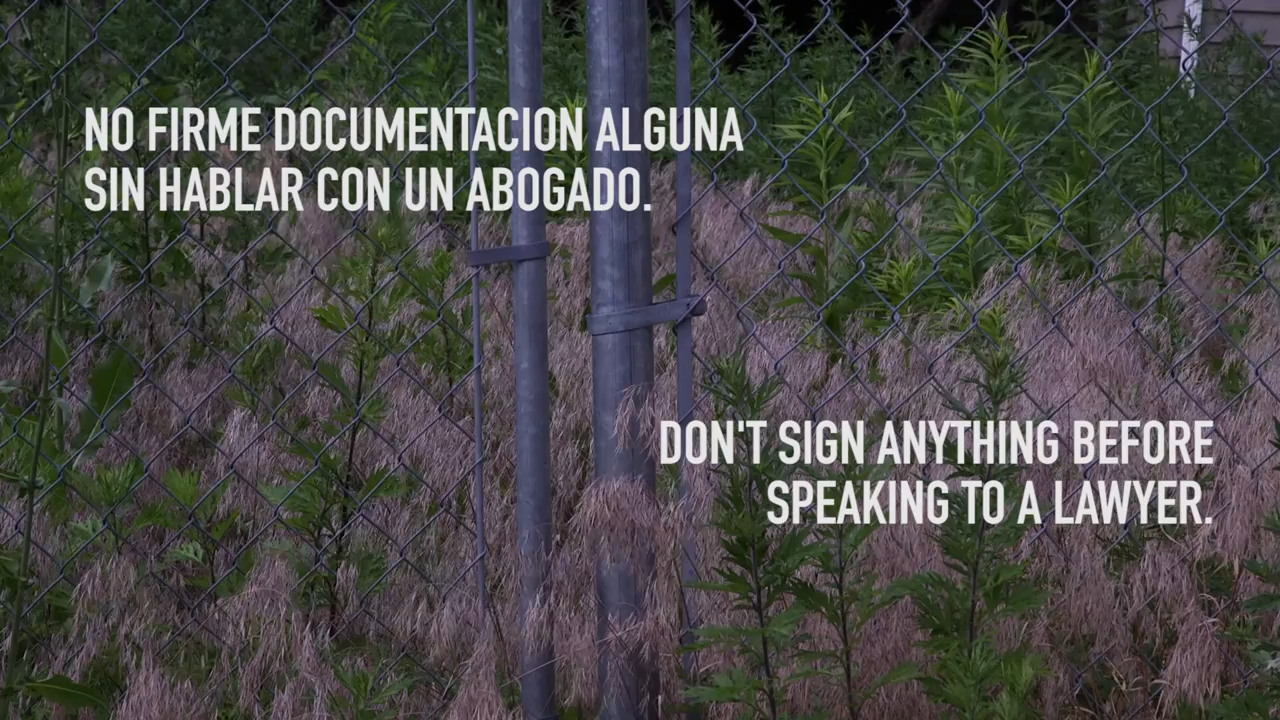 NO FIRME DOCUMENTACION ALGUNA
SIN HABLAR CON UN ABOGADO.
DON'T SIGN ANYTHING BEFORE
SPEAKING TO A LAWYER.